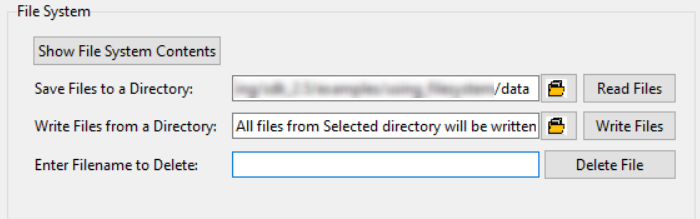 File System
Show File System Contents
Save Files to a Directory: /data Read Files
Write Files from a Directory: All files from Selected directory will be written Write Files
Enter Filename to Delete: Delete File